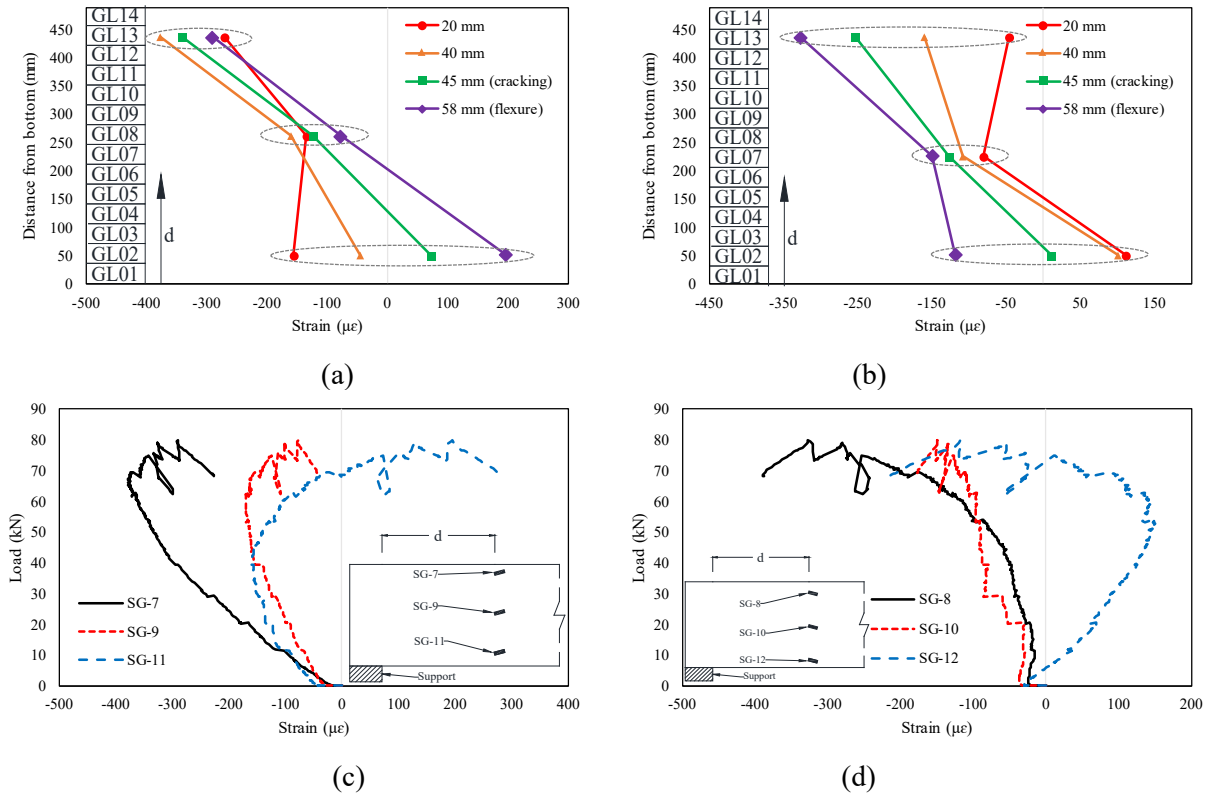 GL14
GL13
GL12
GL11
GL10
GL09
GL08
GL07
GL06
GL05
GL04
GL03
GL02
GL01
450
400
350
300
250
200
150
100
50
0
Distance from bottom (mm)
d
20 mm
40 mm
45 mm (cracking)
58 mm (flexure)
-500 -400 -300 -200 -100 0 100 200 300
Strain (με)
(a)
GL14
GL13
GL12
GL11
GL10
GL09
GL08
GL07
GL06
GL05
GL04
GL03
GL02
GL01
450
400
350
300
250
200
150
100
50
0
Distance from bottom (mm)
d
20 mm
40 mm
45 mm (cracking)
58 mm (flexure)
-450 -350 -250 -150 -50 50 150
Strain (με)
(b)
90
80
70
60
50
40
30
20
10
0
Load (kN)
SG-7
SG-9
SG-11
d
SG-7
SG-9
SG-11
Support
-500 -400 -300 -200 -100 0 100 200 300 400
Strain (με)
(c)
90
80
70
60
50
40
30
20
10
0
Load (kN)
d
SG-8
SG-10
SG-12
Support
SG-8
SG-10
SG-12
-500 -400 -300 -200 -100 0 100 200
Strain (με)
(d)